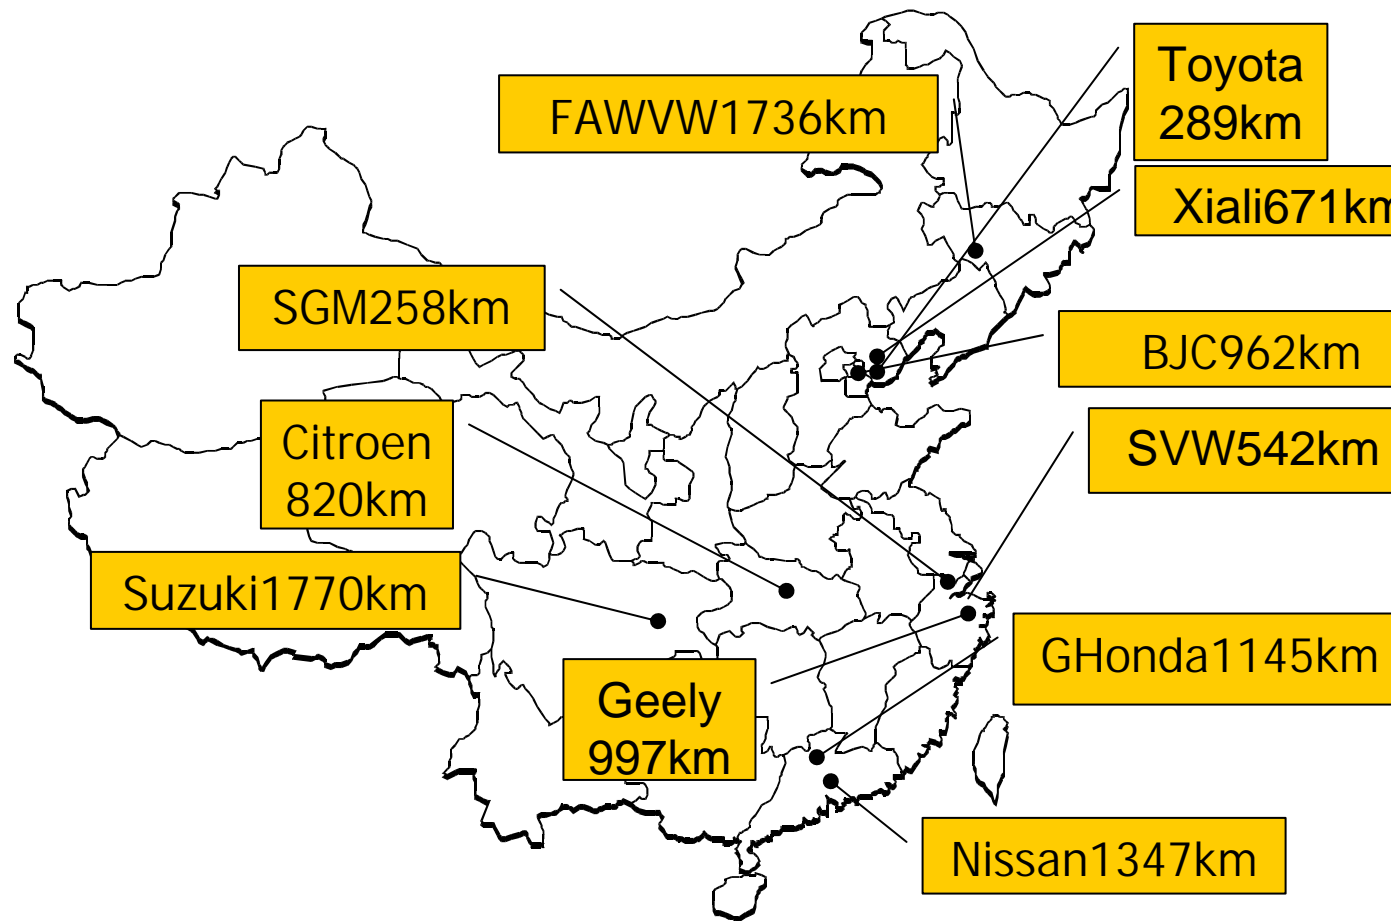 Toyota
289km
FAWVW1736km
Xiali671km
SGM258km
BJC962km
Citroen
820km
SVW542km
Suzuki1770km
GHonda1145km
Geely
997km
Nissan1347km